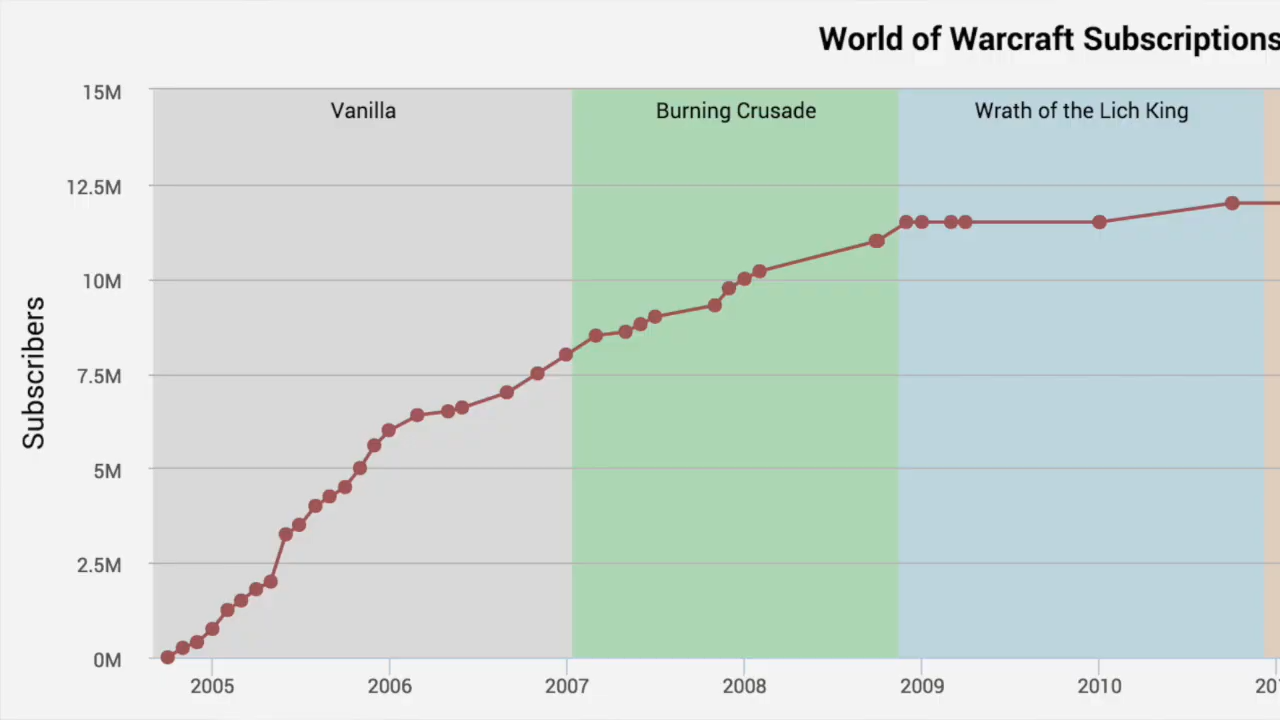 World of Warcraft Subscriptions
15M
Vanilla
Burning Crusade
Wrath of the Lich King
12.5M
10M
7.5M
5M
2.5M
0M
Subscribers
2005
2006
2007
2008
2009
2010